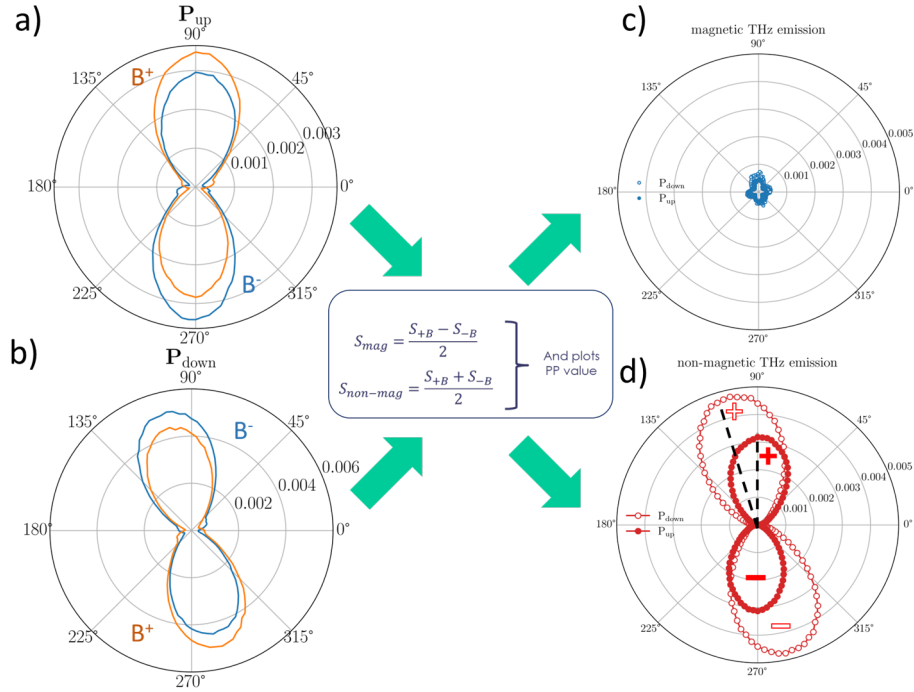 a)
P_up
90°
135°
45°
B⁺
0.003
0.002
0.001
180°
0°
B⁻
225°
315°
270°
b)
P_down
90°
135°
45°
B⁻
0.006
0.004
0.002
180°
0°
B⁺
225°
315°
270°
S_mag = (S_+B − S_−B) / 2
S_non−mag = (S_+B + S_−B) / 2
And plots
PP value
c)
magnetic THz emission
90°
135°
45°
0.005
0.004
0.003
0.002
0.001
180°
0°
P_down
P_up
225°
315°
270°
d)
non-magnetic THz emission
90°
135°
45°
+
+
0.005
0.004
0.003
0.002
0.001
180°
0°
P_down
P_up
−
−
225°
315°
270°